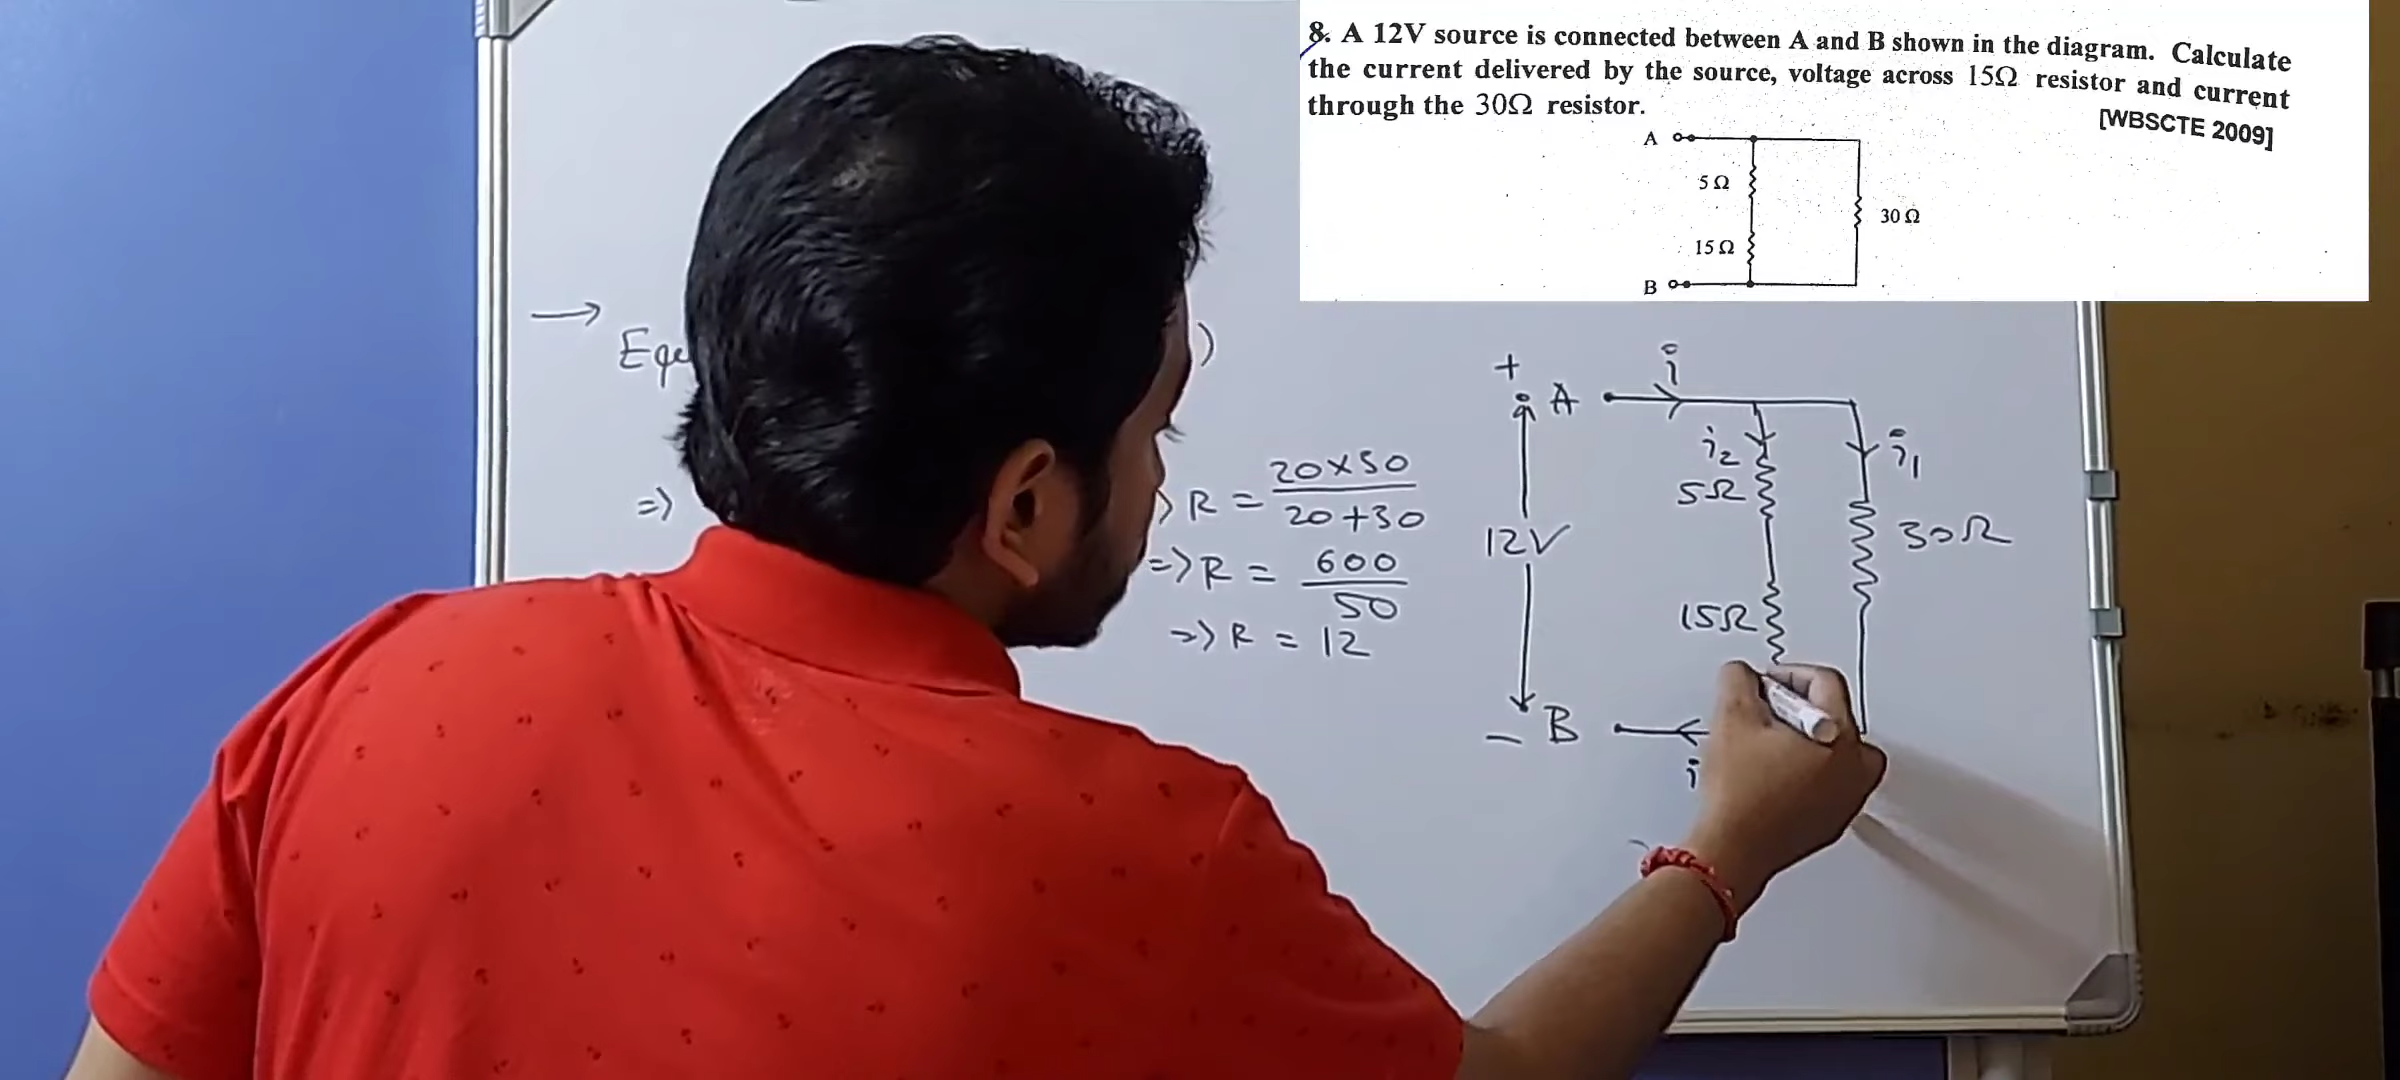 8. A 12V source is connected between A and B shown in the diagram. Calculate
the current delivered by the source, voltage across 15Ω resistor and current
through the 30Ω resistor.
[WBSCTE 2009]
A
5 Ω
30 Ω
15 Ω
B
→
)
⇒
R = 20×50 / 20+30
⇒ R = 600 / 50
⇒ R = 12
+
A
i
i2
i1
5Ω
30Ω
12V
15Ω
− B
i